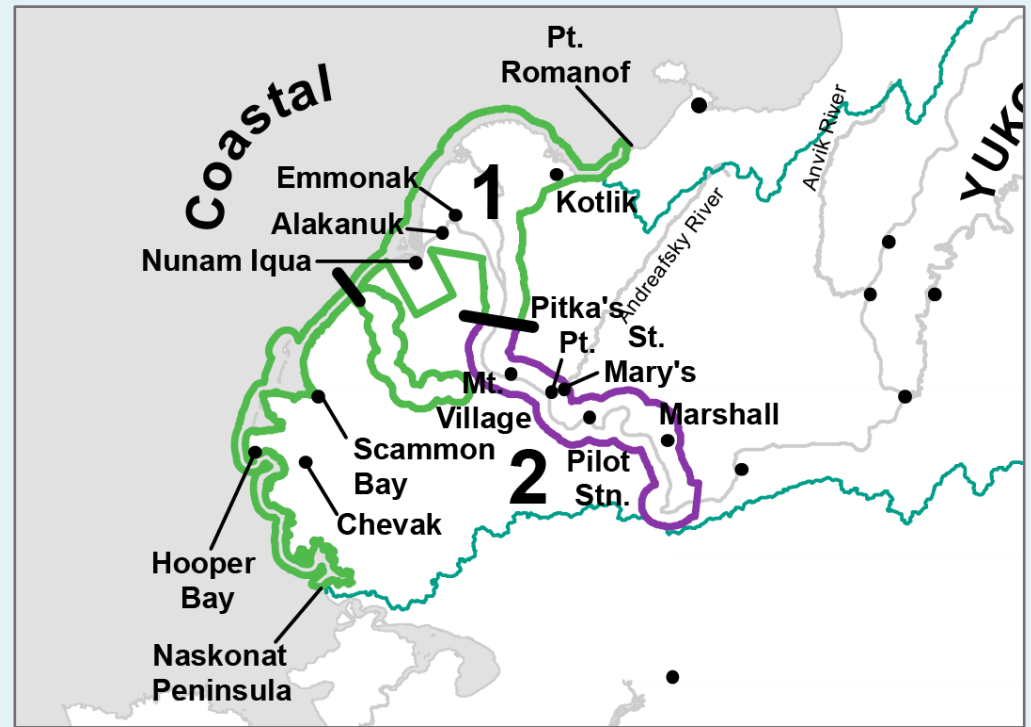 Pt.
Romanof
Coastal
Anvik River
YUKO
Emmonak
1
Kotlik
Alakanuk
Andreafsky River
Nunam Iqua
Pitka's
Pt.
St.
Mary's
Mt.
Village
Marshall
Scammon
Bay
2
Pilot
Stn.
Chevak
Hooper
Bay
Naskonat
Peninsula